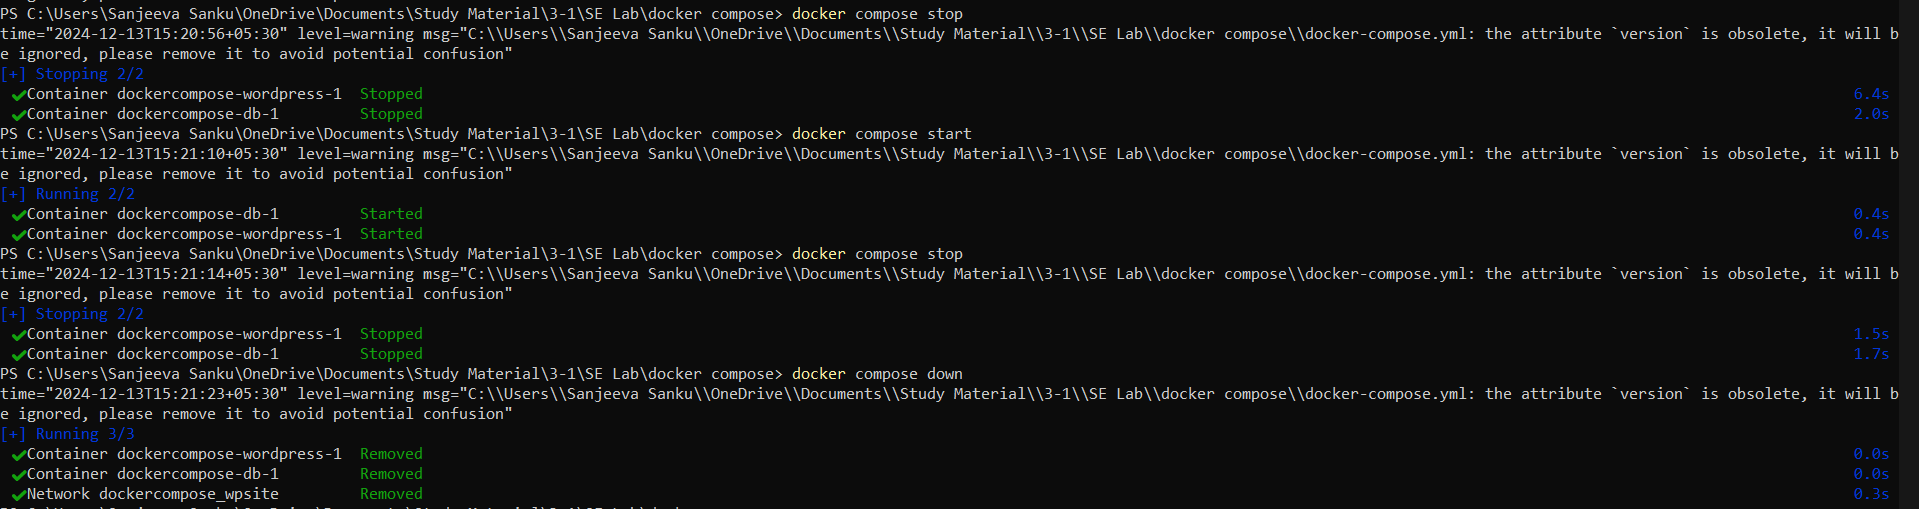 PS C:\Users\Sanjeeva Sanku\OneDrive\Documents\Study Material\3-1\SE Lab\docker compose> docker compose stop
time="2024-12-13T15:20:56+05:30" level=warning msg="C:\\Users\\Sanjeeva Sanku\\OneDrive\\Documents\\Study Material\\3-1\\SE Lab\\docker compose\\docker-compose.yml: the attribute `version` is obsolete, it will b
e ignored, please remove it to avoid potential confusion"
[+] Stopping 2/2
✔Container dockercompose-wordpress-1  Stopped 6.4s
✔Container dockercompose-db-1         Stopped 2.0s
PS C:\Users\Sanjeeva Sanku\OneDrive\Documents\Study Material\3-1\SE Lab\docker compose> docker compose start
time="2024-12-13T15:21:10+05:30" level=warning msg="C:\\Users\\Sanjeeva Sanku\\OneDrive\\Documents\\Study Material\\3-1\\SE Lab\\docker compose\\docker-compose.yml: the attribute `version` is obsolete, it will b
e ignored, please remove it to avoid potential confusion"
[+] Running 2/2
✔Container dockercompose-db-1         Started 0.4s
✔Container dockercompose-wordpress-1  Started 0.4s
PS C:\Users\Sanjeeva Sanku\OneDrive\Documents\Study Material\3-1\SE Lab\docker compose> docker compose stop
time="2024-12-13T15:21:14+05:30" level=warning msg="C:\\Users\\Sanjeeva Sanku\\OneDrive\\Documents\\Study Material\\3-1\\SE Lab\\docker compose\\docker-compose.yml: the attribute `version` is obsolete, it will b
e ignored, please remove it to avoid potential confusion"
[+] Stopping 2/2
✔Container dockercompose-wordpress-1  Stopped 1.5s
✔Container dockercompose-db-1         Stopped 1.7s
PS C:\Users\Sanjeeva Sanku\OneDrive\Documents\Study Material\3-1\SE Lab\docker compose> docker compose down
time="2024-12-13T15:21:23+05:30" level=warning msg="C:\\Users\\Sanjeeva Sanku\\OneDrive\\Documents\\Study Material\\3-1\\SE Lab\\docker compose\\docker-compose.yml: the attribute `version` is obsolete, it will b
e ignored, please remove it to avoid potential confusion"
[+] Running 3/3
✔Container dockercompose-wordpress-1  Removed 0.0s
✔Container dockercompose-db-1         Removed 0.0s
✔Network dockercompose_wpsite         Removed 0.3s